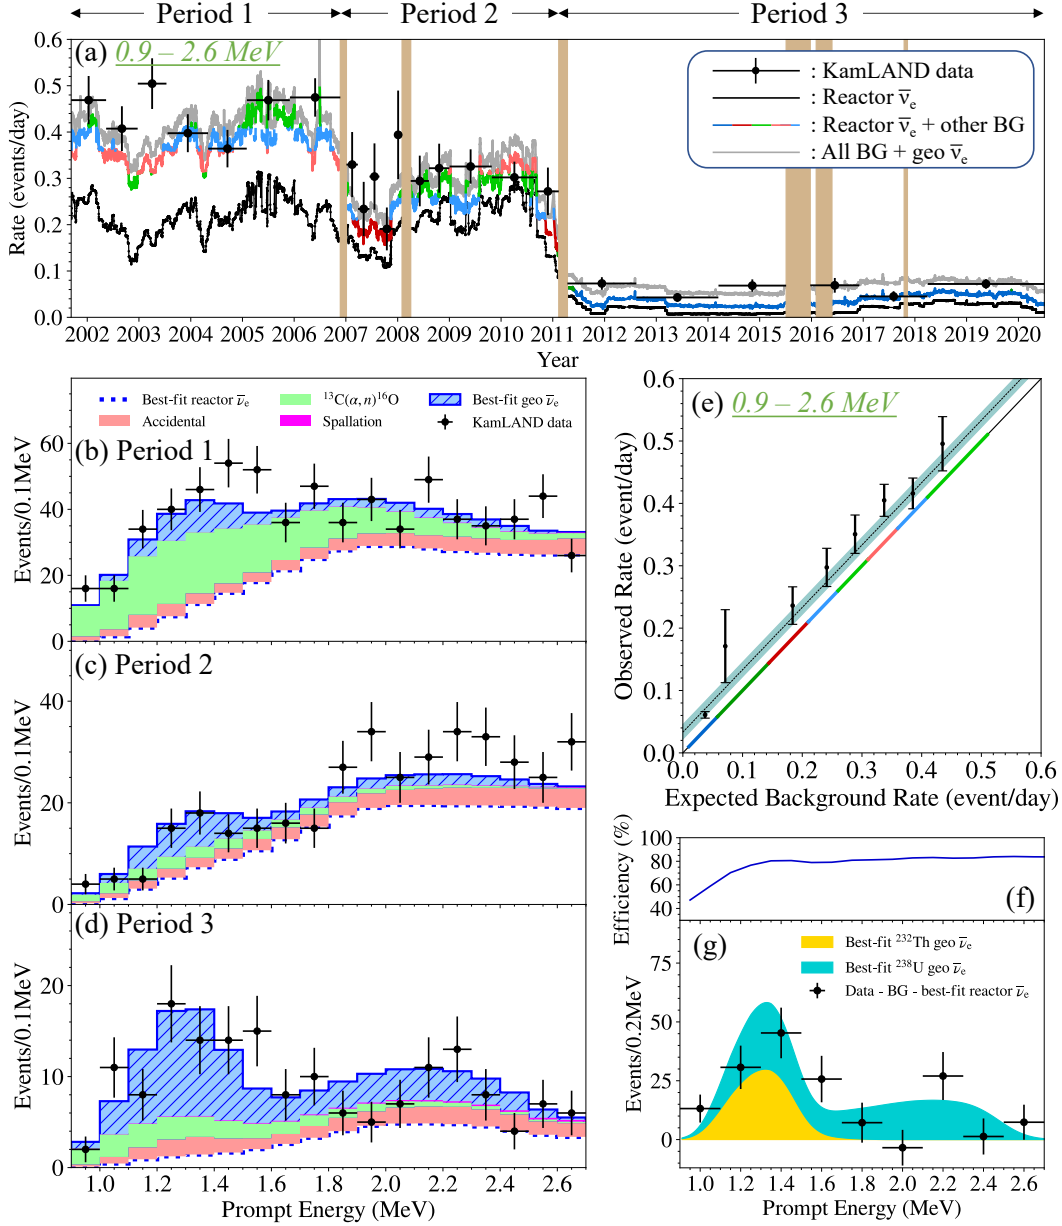 Period 1 Period 2 Period 3
(a) 0.9 – 2.6 MeV
: KamLAND data
: Reactor ν̅e
: Reactor ν̅e + other BG
: All BG + geo ν̅e
Rate (events/day)
0.6
0.5
0.4
0.3
0.2
0.1
0.0
2002 2003 2004 2005 2006 2007 2008 2009 2010 2011 2012 2013 2014 2015 2016 2017 2018 2019 2020
Year
Best-fit reactor ν̅e
Accidental
¹³C(α, n)¹⁶O
Spallation
Best-fit geo ν̅e
KamLAND data
(b) Period 1
Events/0.1MeV
60
40
20
0
(c) Period 2
Events/0.1MeV
40
20
0
(d) Period 3
Events/0.1MeV
20
10
0
1.0 1.2 1.4 1.6 1.8 2.0 2.2 2.4 2.6
Prompt Energy (MeV)
(e) 0.9 – 2.6 MeV
Observed Rate (event/day)
0.6
0.5
0.4
0.3
0.2
0.1
0.0
0.0 0.1 0.2 0.3 0.4 0.5 0.6
Expected Background Rate (event/day)
Efficiency (%)
100
80
60
40
(f)
(g)
Best-fit ²³²Th geo ν̅e
Best-fit ²³⁸U geo ν̅e
Data - BG - best-fit reactor ν̅e
Events/0.2MeV
75
50
25
0
1.0 1.2 1.4 1.6 1.8 2.0 2.2 2.4 2.6
Prompt Energy (MeV)